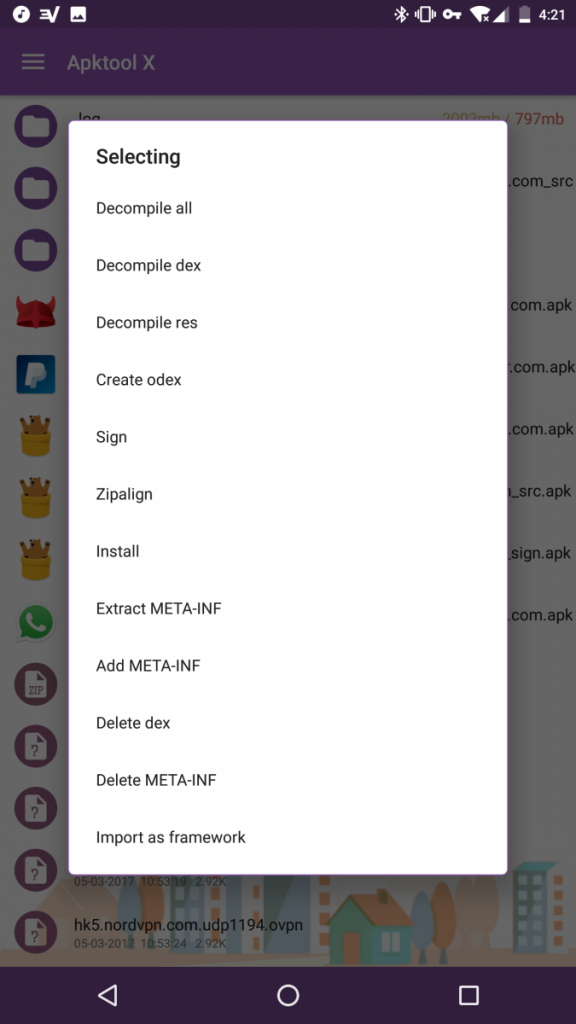 4:21
Apktool X
log
2002mb / 797mb
Selecting
Decompile all
.com_src
Decompile dex
.com.apk
Decompile res
.com.apk
Create odex
.com.apk
Sign
Zipalign
_src.apk
Install
_sign.apk
Extract META-INF
.com.apk
Add META-INF
ZIP
Delete dex
?
Delete META-INF
?
Import as framework
?
05-03-2017 10:53:19 2.92K
hk5.nordvpn.com.udp1194.ovpn
?
05-03-2017 10:53:24 2.92K